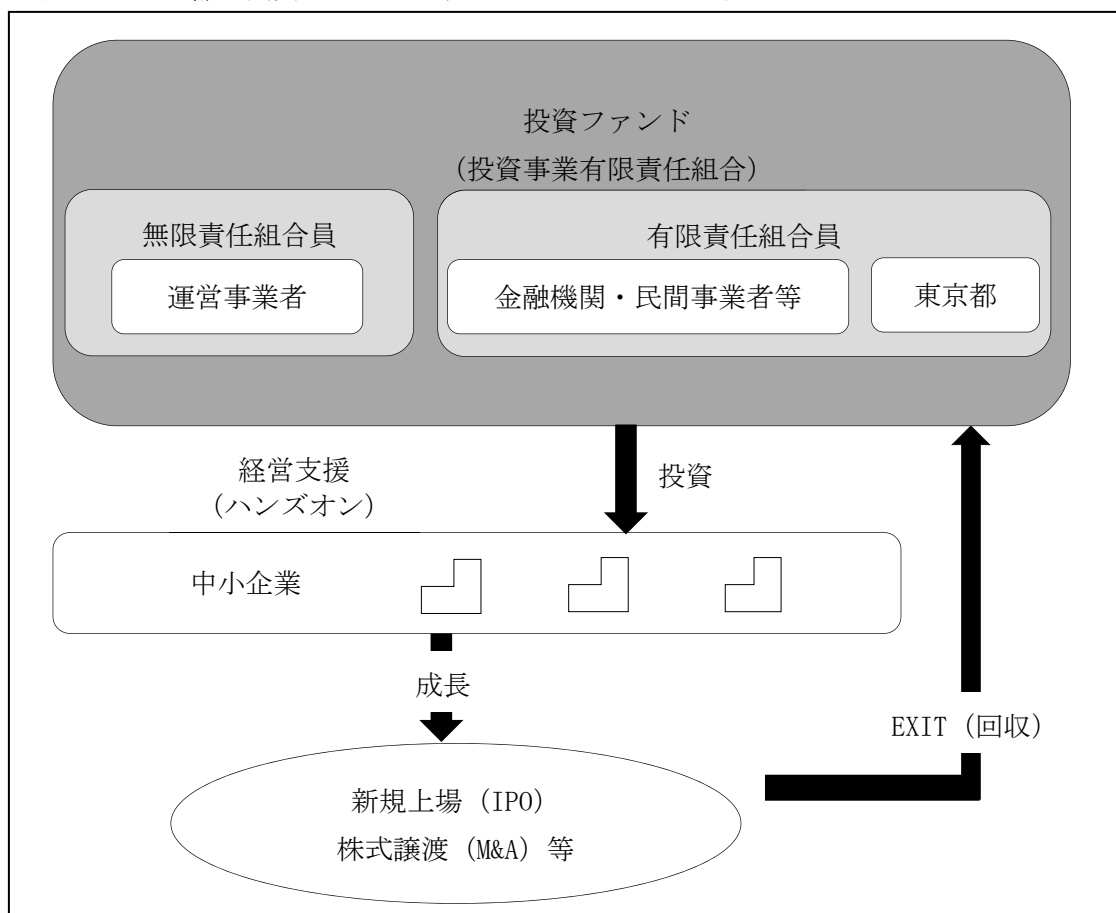 投資ファンド
（投資事業有限責任組合）
無限責任組合員
有限責任組合員
運営事業者
金融機関・民間事業者等
東京都
経営支援
（ハンズオン）
投資
中小企業
成長
EXIT（回収）
新規上場（IPO）
株式譲渡（M&A）等